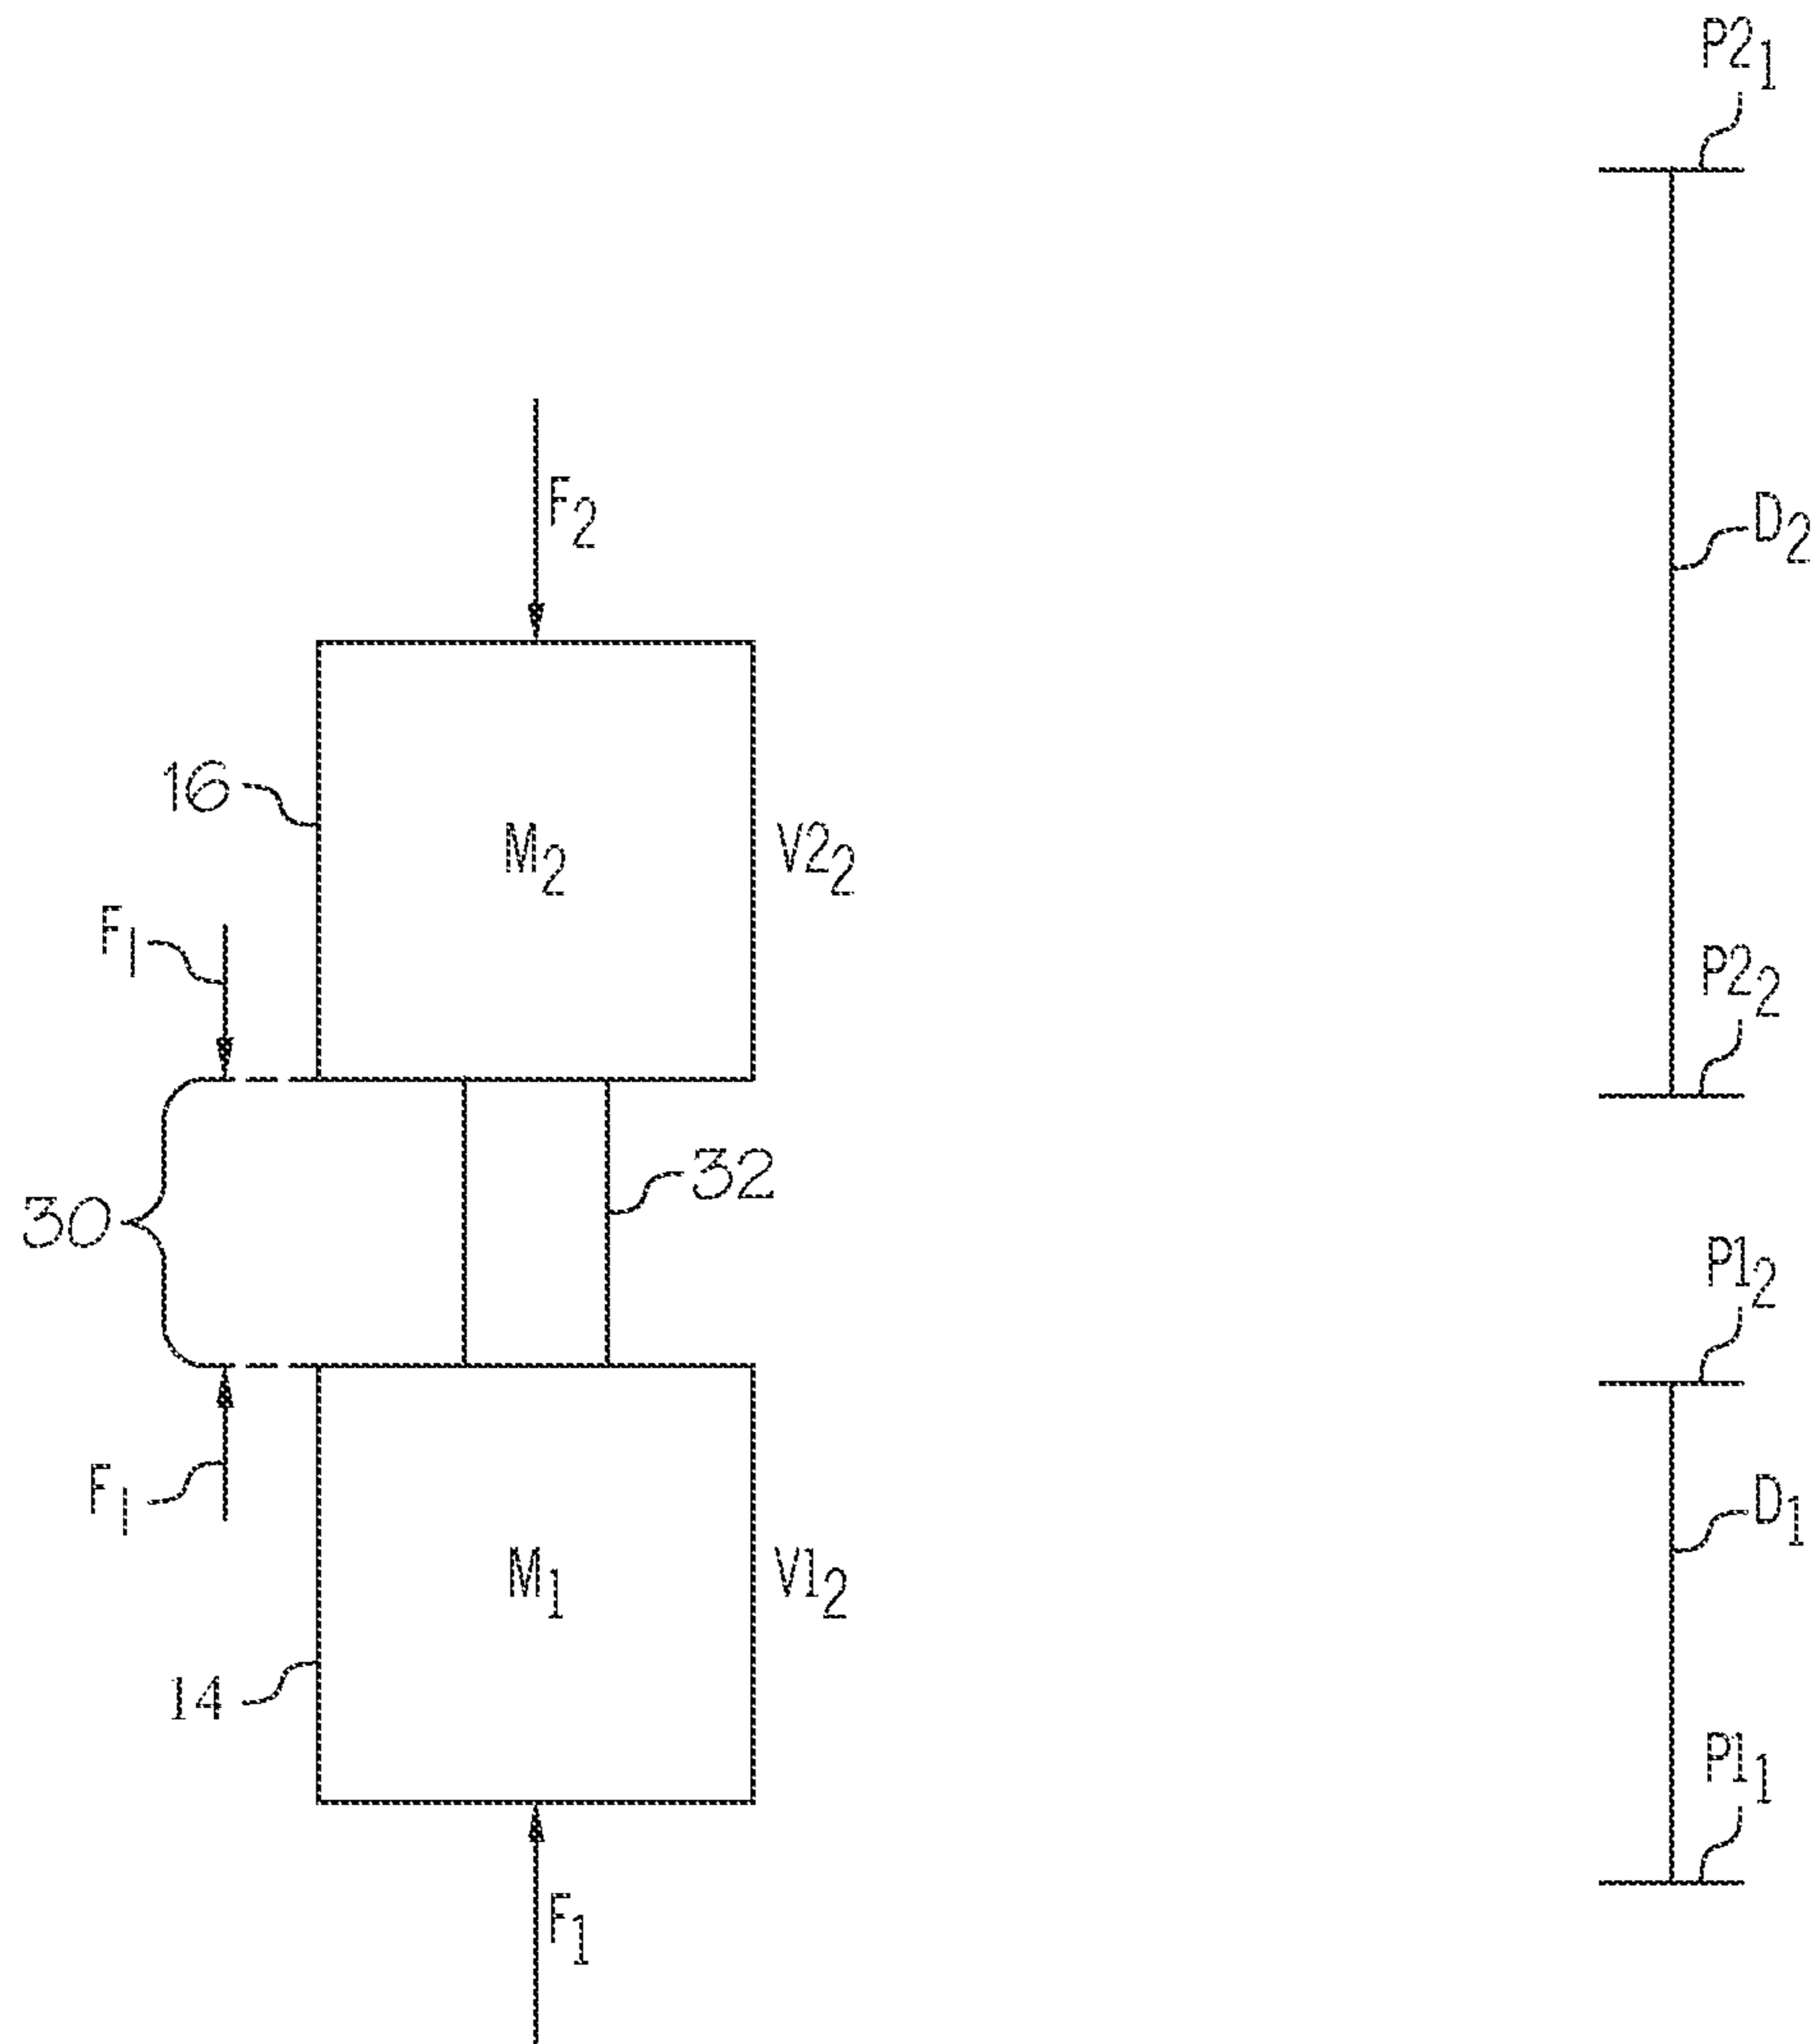 P2₁
F₂
D₂
16
M₂
V2₂
F₁
P2₂
32
30
P1₂
F₁
D₁
M₁
V1₂
14
P1₁
F₁